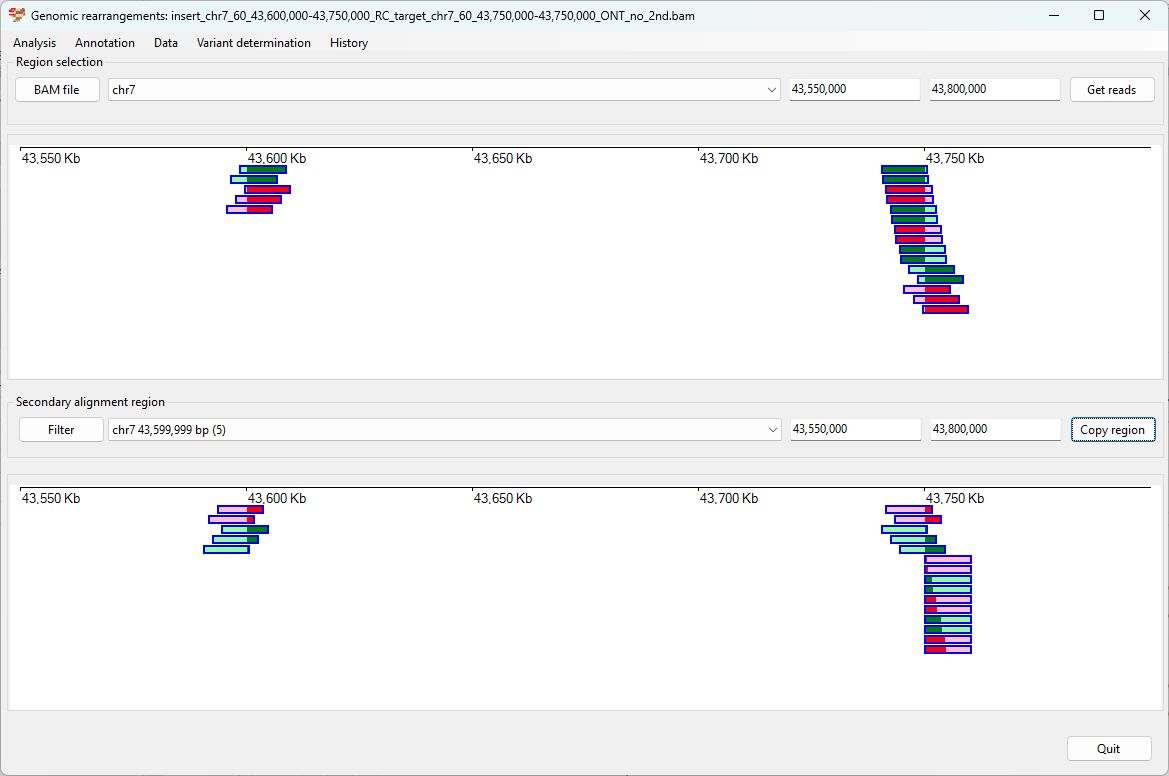 Genomic rearrangements: insert_chr7_60_43,600,000-43,750,000_RC_target_chr7_60_43,750,000-43,750,000_ONT_no_2nd.bam
Analysis Annotation Data Variant determination History
Region selection
BAM file chr7 43,550,000 43,800,000 Get reads
43,550 Kb 43,600 Kb 43,650 Kb 43,700 Kb 43,750 Kb
Secondary alignment region
Filter chr7 43,599,999 bp (5) 43,550,000 43,800,000 Copy region
43,550 Kb 43,600 Kb 43,650 Kb 43,700 Kb 43,750 Kb
Quit